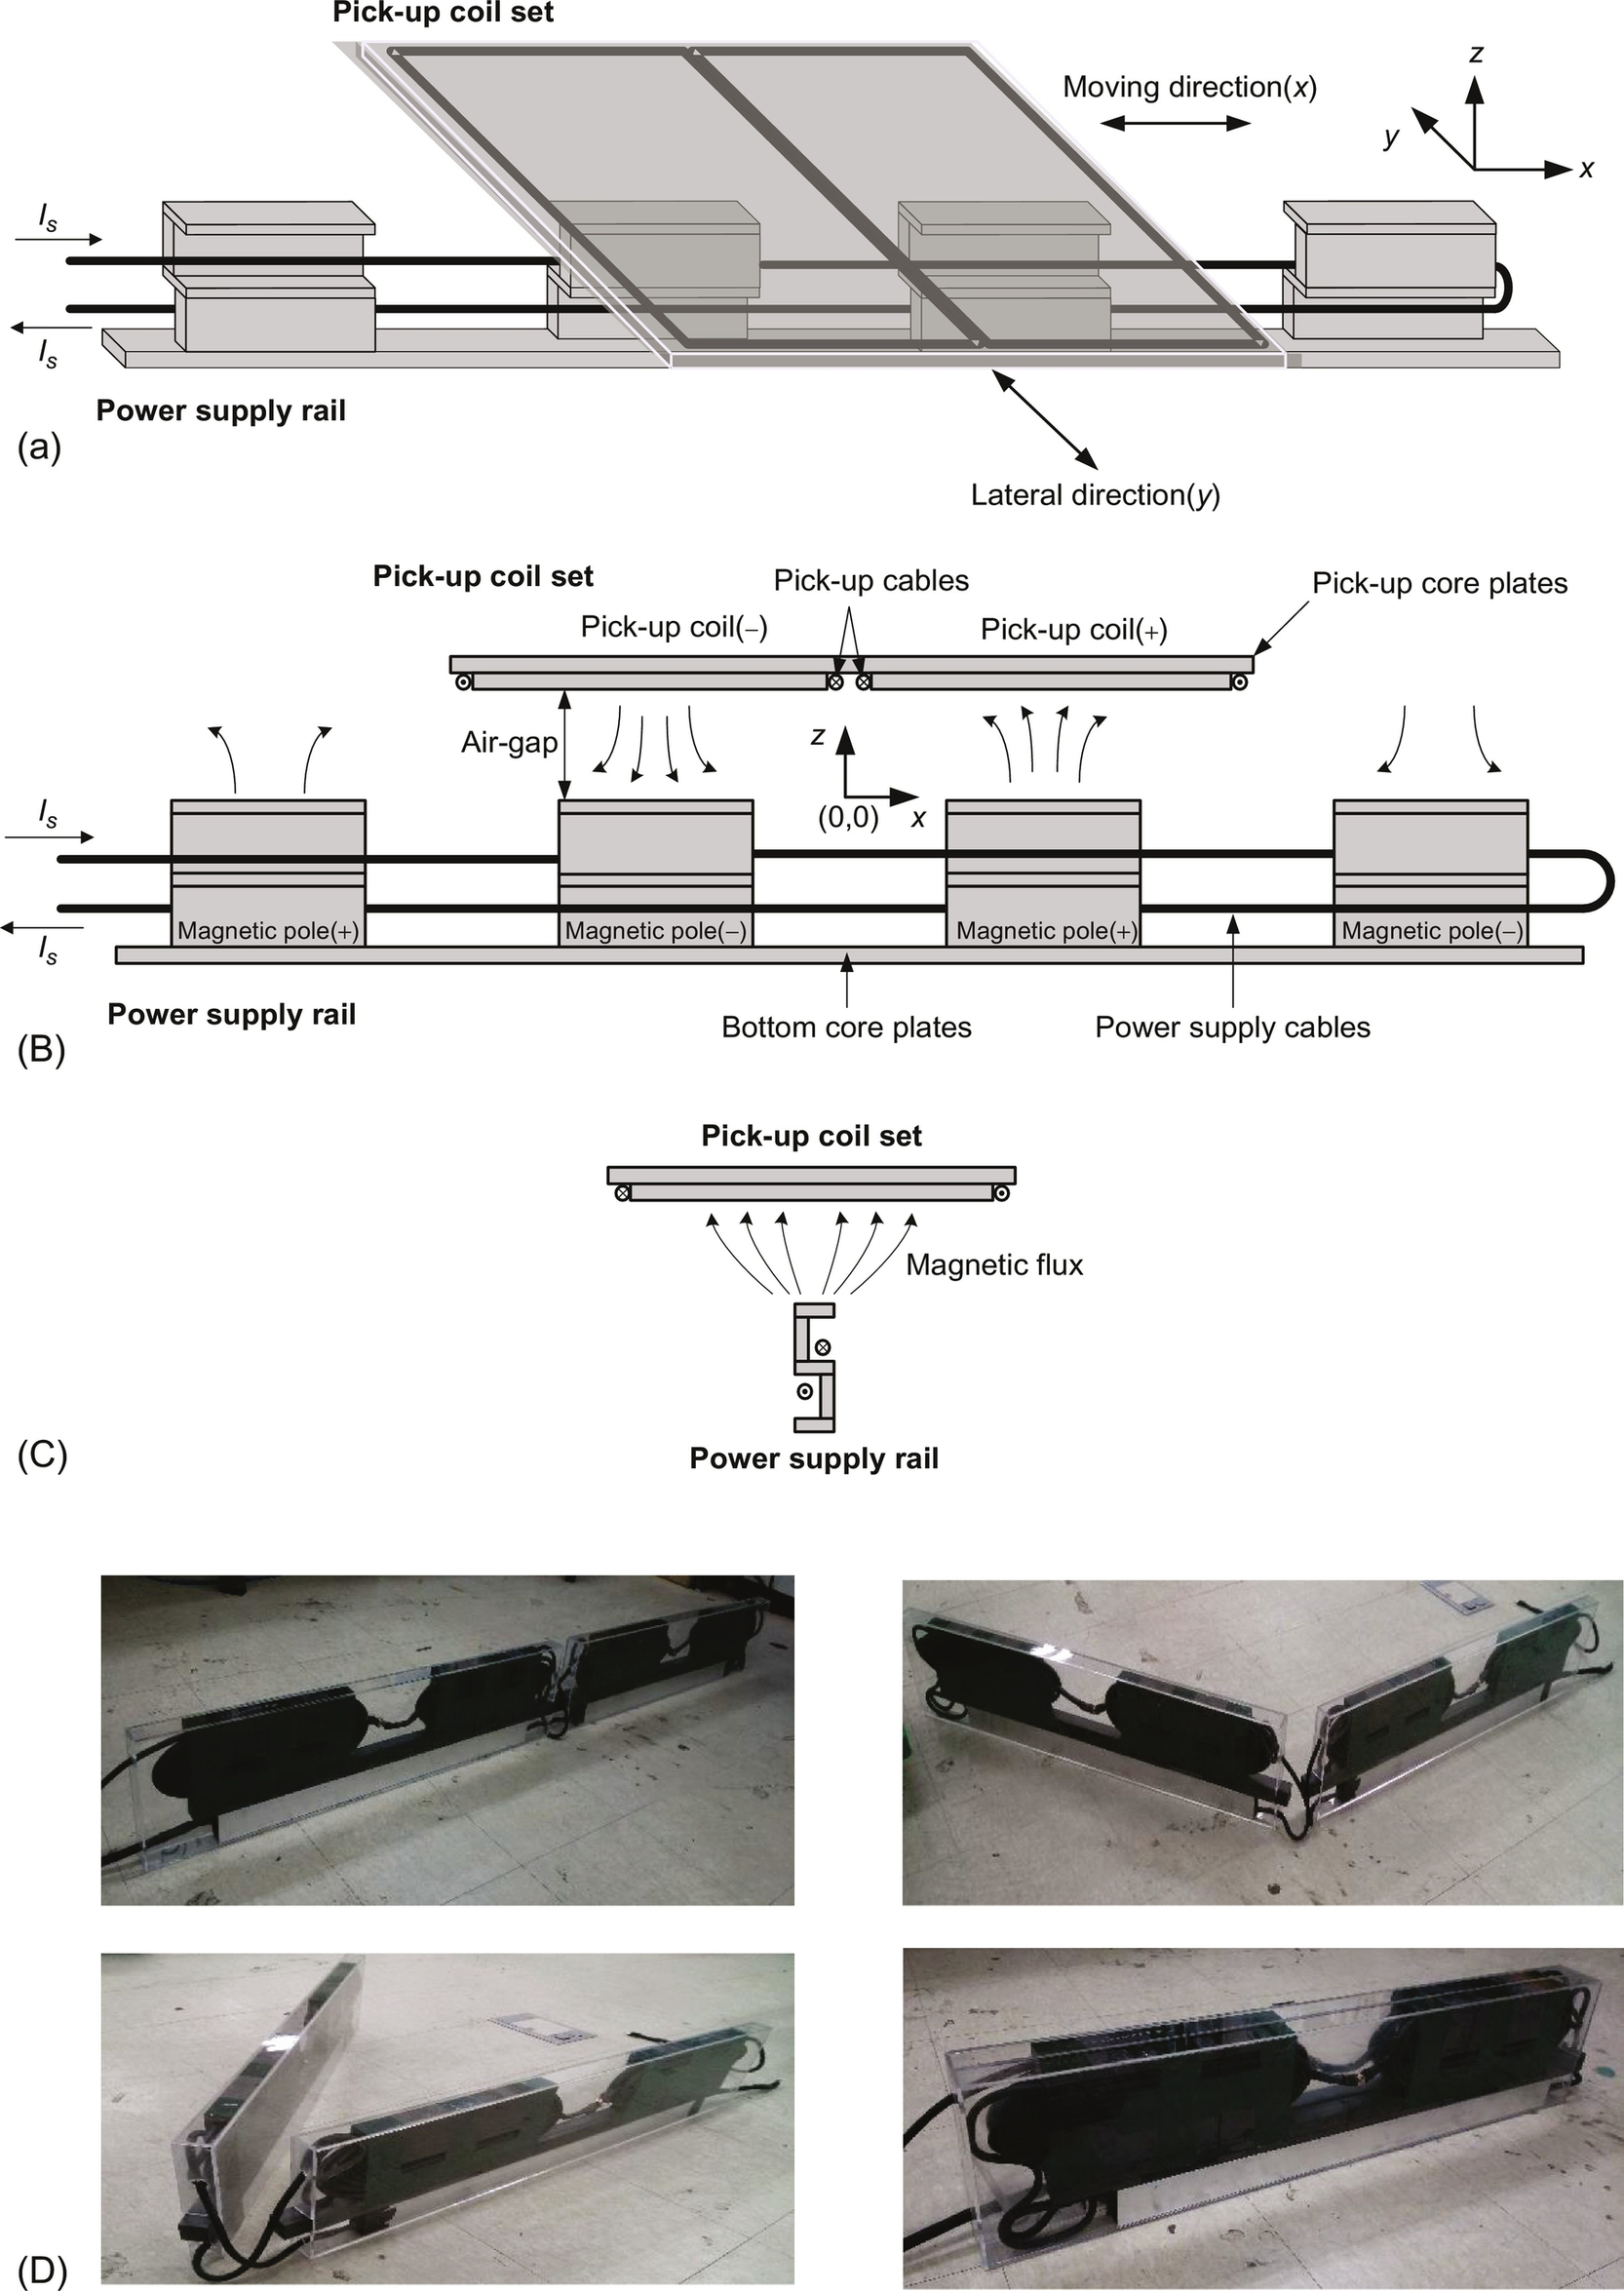 Pick-up coil set
Moving direction(x)
z
y
x
Is
Is
Power supply rail
(a)
Lateral direction(y)
Pick-up coil set
Pick-up cables
Pick-up core plates
Pick-up coil(−)
Pick-up coil(+)
Air-gap
z
(0,0)
x
Is
Is
Magnetic pole(+)
Magnetic pole(−)
Magnetic pole(+)
Magnetic pole(−)
Power supply rail
Bottom core plates
Power supply cables
(B)
Pick-up coil set
Magnetic flux
Power supply rail
(C)
(D)